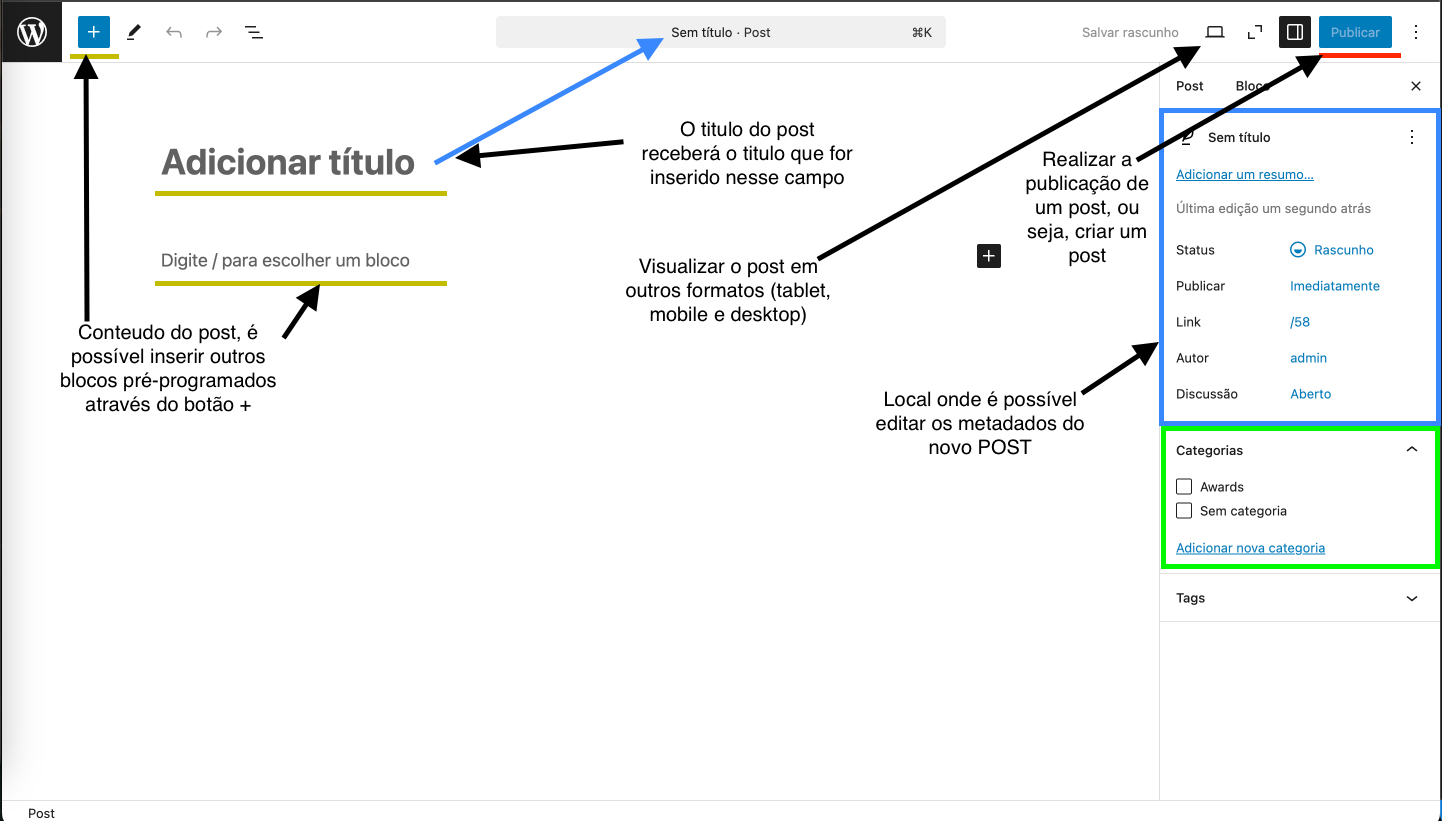 Sem título · Post
⌘K
Salvar rascunho
Publicar
Post
Bloco
Adicionar título
O titulo do post
receberá o titulo que for
inserido nesse campo
Realizar a
publicação de
um post, ou
seja, criar um
post
Sem título
Adicionar um resumo...
Última edição um segundo atrás
Status
Rascunho
Publicar
Imediatamente
Link
/58
Autor
admin
Discussão
Aberto
Digite / para escolher um bloco
Visualizar o post em
outros formatos (tablet,
mobile e desktop)
Conteudo do post, é
possível inserir outros
blocos pré-programados
através do botão +
Local onde é possível
editar os metadados do
novo POST
Categorias
Awards
Sem categoria
Adicionar nova categoria
Tags
Post